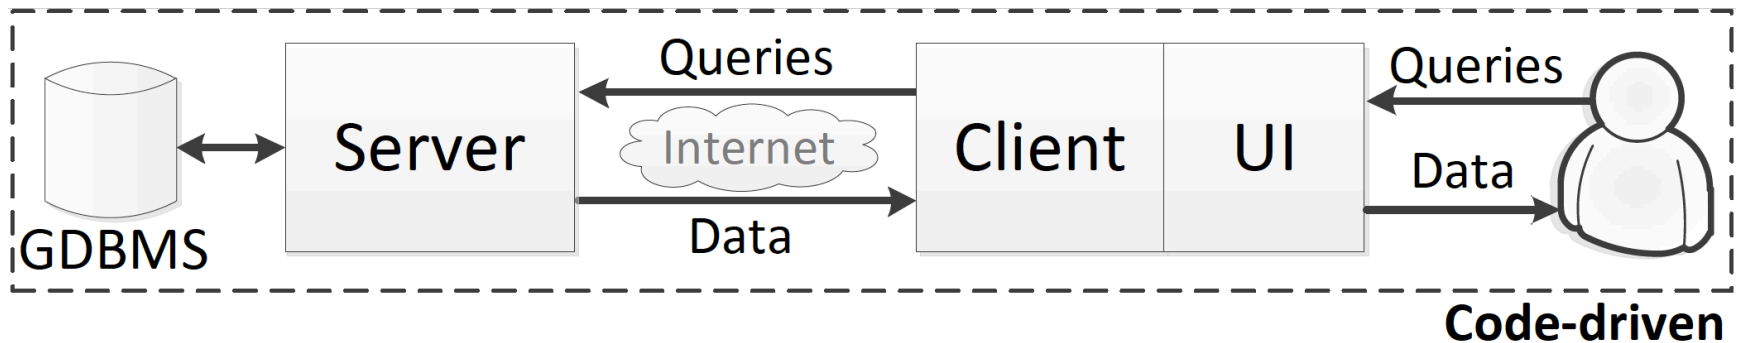 Queries
Queries
Server
Internet
Client
UI
Data
Data
GDBMS
Code-driven